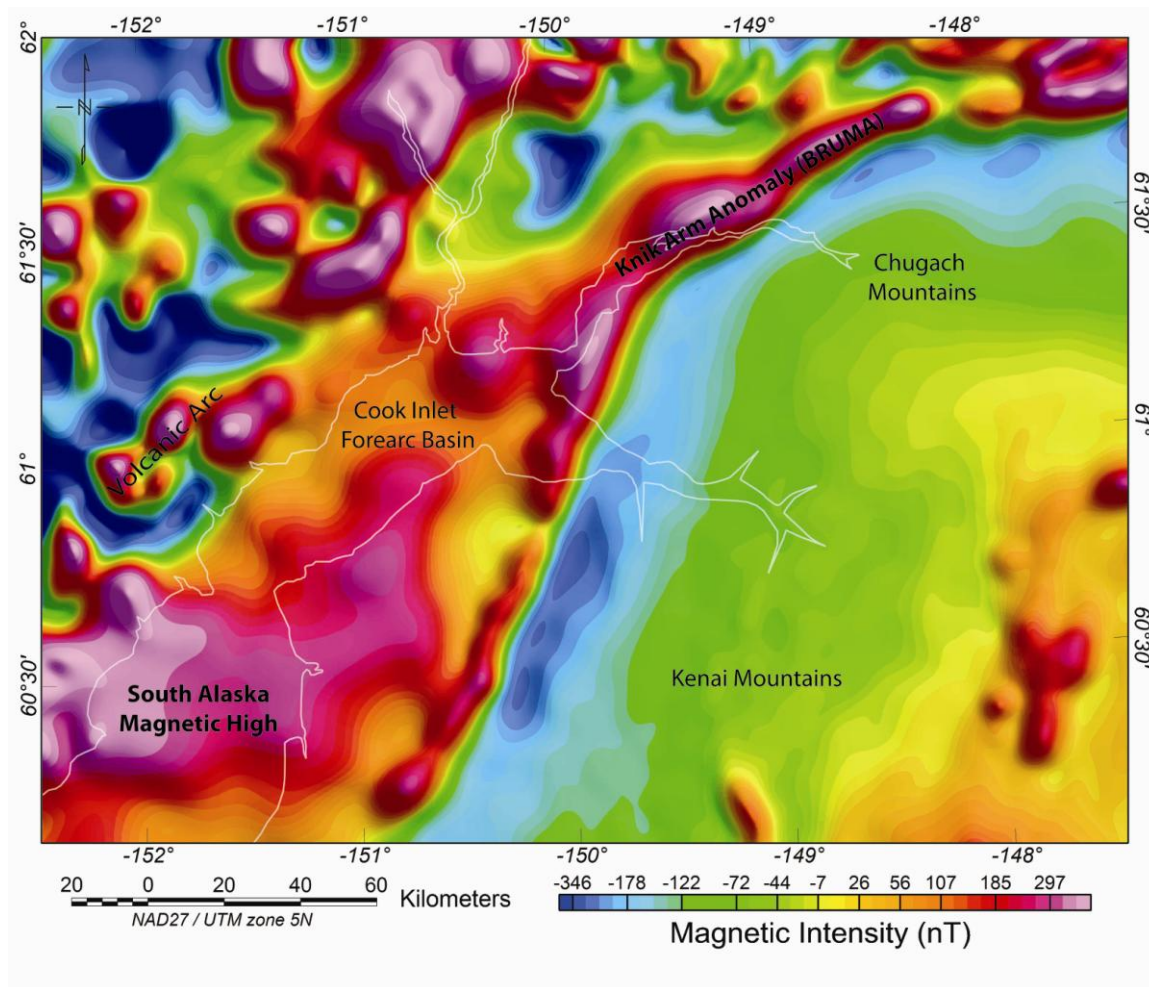 -152° -151° -150° -149° -148°
62°
N
Knik Arm Anomaly (BRUMA)
61°30'
61°30'
Chugach
Mountains
Volcanic Arc
Cook Inlet
Forearc Basin
61°
61°
60°30'
60°30'
Kenai Mountains
South Alaska
Magnetic High
-152° -151° -150° -149° -148°
20 0 20 40 60 Kilometers
NAD27 / UTM zone 5N
-346 -178 -122 -72 -44 -7 26 56 107 185 297
Magnetic Intensity (nT)